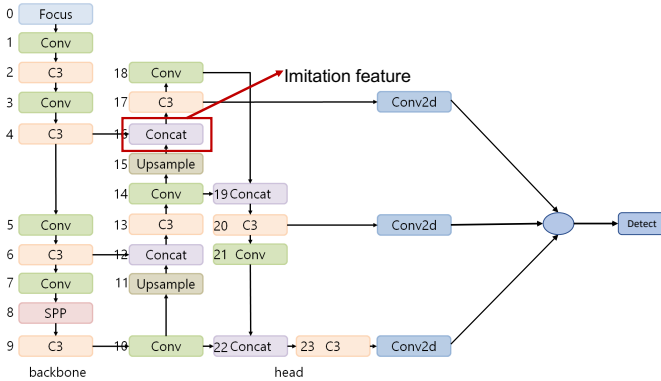 0 Focus
1 Conv
2 C3
3 Conv
4 C3
5 Conv
6 C3
7 Conv
8 SPP
9 C3
backbone
18 Conv
17 C3
16 Concat
15 Upsample
14 Conv
13 C3
12 Concat
11 Upsample
10 Conv
Imitation feature
19 Concat
20 C3
21 Conv
22 Concat
23 C3
head
Conv2d
Conv2d
Conv2d
Detect